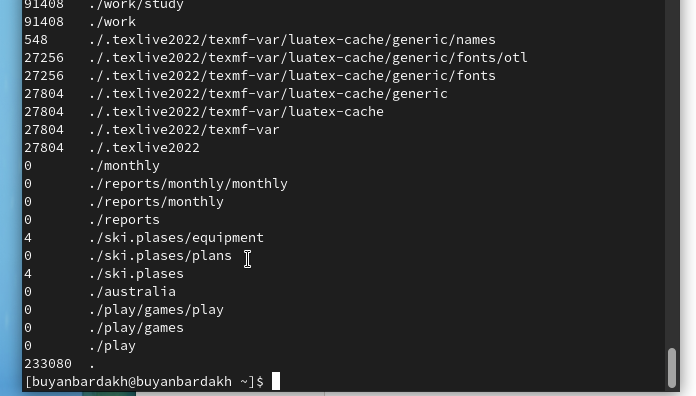 91408 ./work/study
91408 ./work
548 ./.texlive2022/texmf-var/luatex-cache/generic/names
27256 ./.texlive2022/texmf-var/luatex-cache/generic/fonts/otl
27256 ./.texlive2022/texmf-var/luatex-cache/generic/fonts
27804 ./.texlive2022/texmf-var/luatex-cache/generic
27804 ./.texlive2022/texmf-var/luatex-cache
27804 ./.texlive2022/texmf-var
27804 ./.texlive2022
0 ./monthly
0 ./reports/monthly/monthly
0 ./reports/monthly
0 ./reports
4 ./ski.plases/equipment
0 ./ski.plases/plans
4 ./ski.plases
0 ./australia
0 ./play/games/play
0 ./play/games
0 ./play
233080 .
[buyanbardakh@buyanbardakh ~]$